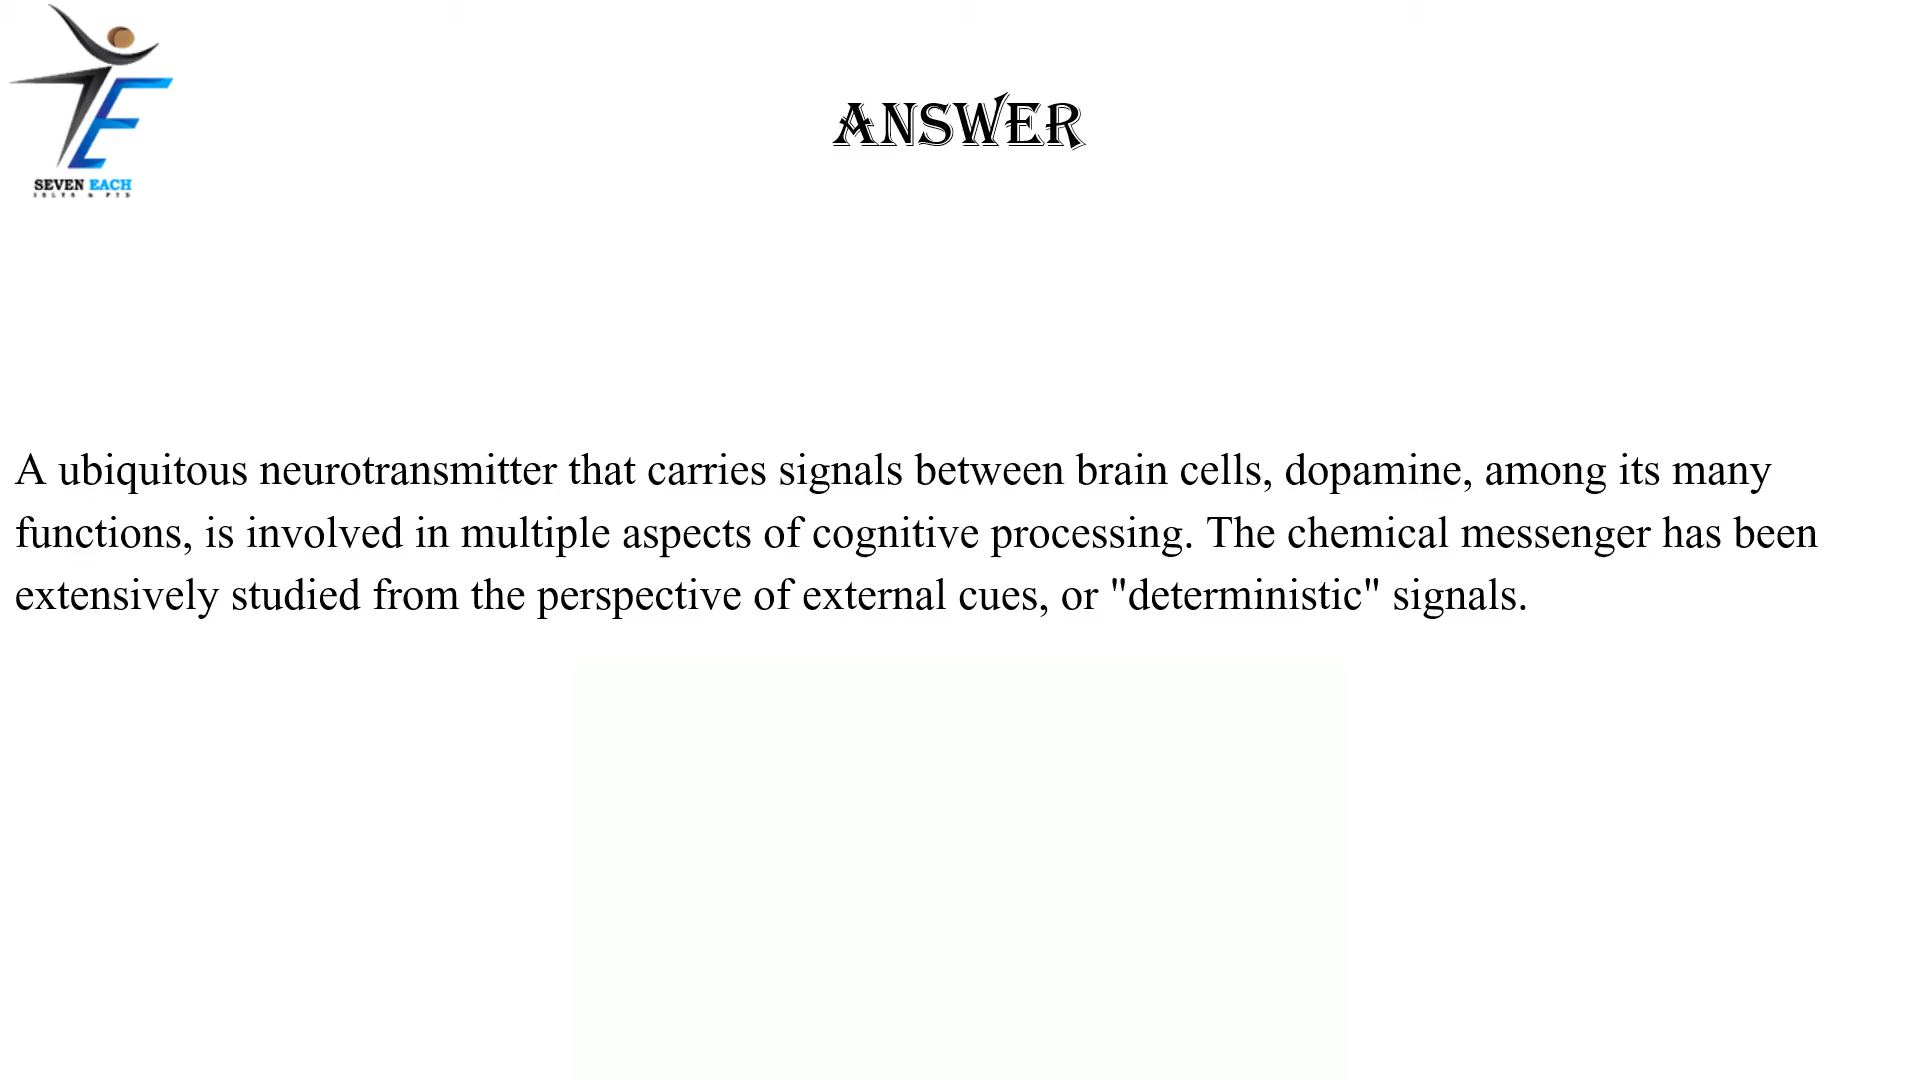 SEVEN EACH
IELTS & PTE
ANSWER
A ubiquitous neurotransmitter that carries signals between brain cells, dopamine, among its many
functions, is involved in multiple aspects of cognitive processing. The chemical messenger has been
extensively studied from the perspective of external cues, or "deterministic" signals.